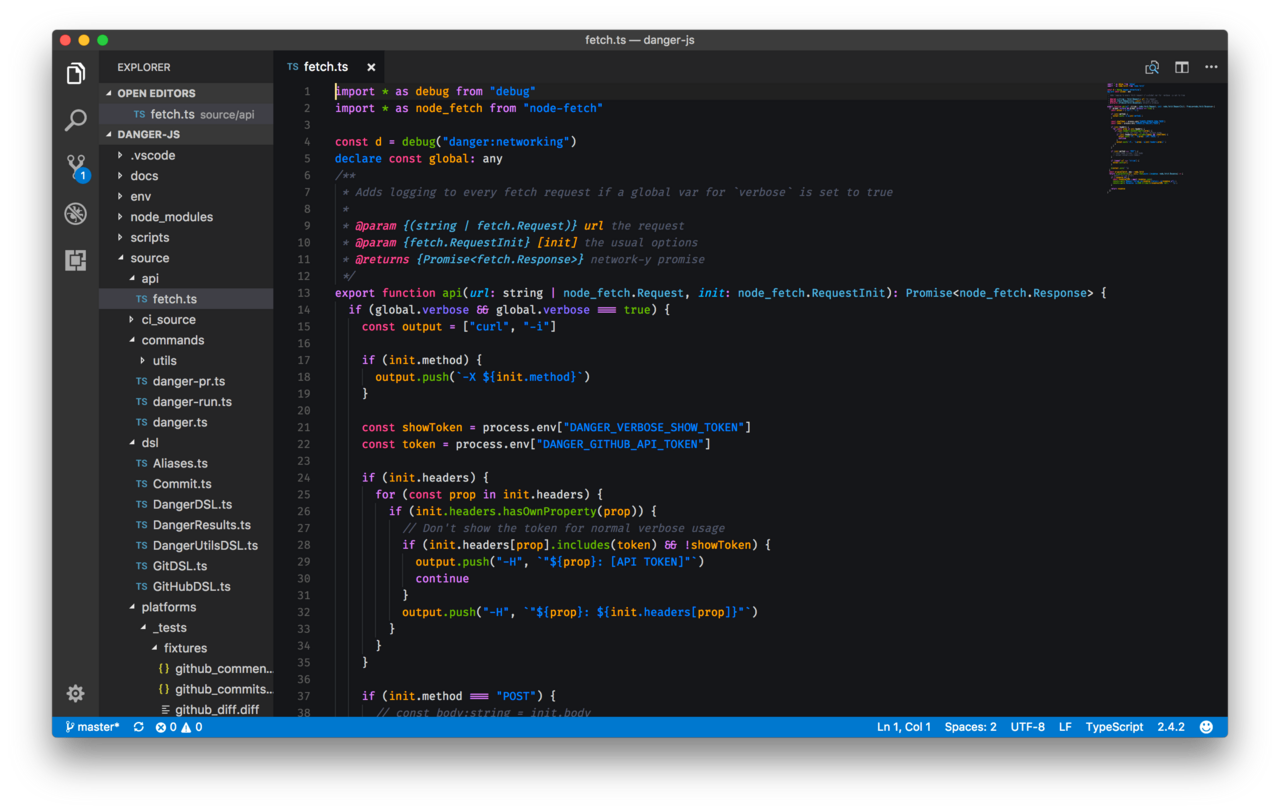 fetch.ts — danger-js
EXPLORER
OPEN EDITORS
TS fetch.ts source/api
DANGER-JS
.vscode
docs
env
node_modules
scripts
source
api
TS fetch.ts
ci_source
commands
utils
TS danger-pr.ts
TS danger-run.ts
TS danger.ts
dsl
TS Aliases.ts
TS Commit.ts
TS DangerDSL.ts
TS DangerResults.ts
TS DangerUtilsDSL.ts
TS GitDSL.ts
TS GitHubDSL.ts
platforms
_tests
fixtures
{} github_commen...
{} github_commits...
github_diff.diff
1
TS fetch.ts ×
1 import * as debug from "debug"
2 import * as node_fetch from "node-fetch"
3
4 const d = debug("danger:networking")
5 declare const global: any
6 /**
7  * Adds logging to every fetch request if a global var for `verbose` is set to true
8  *
9  * @param {(string | fetch.Request)} url the request
10  * @param {fetch.RequestInit} [init] the usual options
11  * @returns {Promise<fetch.Response>} network-y promise
12  */
13 export function api(url: string | node_fetch.Request, init: node_fetch.RequestInit): Promise<node_fetch.Response> {
14   if (global.verbose && global.verbose === true) {
15     const output = ["curl", "-i"]
16
17     if (init.method) {
18       output.push(`-X ${init.method}`)
19     }
20
21     const showToken = process.env["DANGER_VERBOSE_SHOW_TOKEN"]
22     const token = process.env["DANGER_GITHUB_API_TOKEN"]
23
24     if (init.headers) {
25       for (const prop in init.headers) {
26         if (init.headers.hasOwnProperty(prop)) {
27           // Don't show the token for normal verbose usage
28           if (init.headers[prop].includes(token) && !showToken) {
29             output.push("-H", `"${prop}: [API TOKEN]"`)
30             continue
31           }
32           output.push("-H", `"${prop}: ${init.headers[prop]}"`)
33         }
34       }
35     }
36
37     if (init.method === "POST") {
38       // const body:string = init.body
master* 0 0
Ln 1, Col 1 Spaces: 2 UTF-8 LF TypeScript 2.4.2